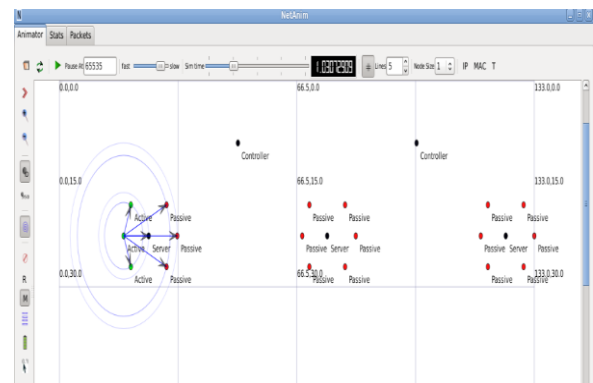 N NetAnim
Animator Stats Packets
Pause At 65535 fast slow Sim time 1.03072909 Lines 5 Node Size 1 IP MAC T
0.0,0.0 66.5,0.0 133.0,0.0
Controller Controller
0.0,15.0 66.5,15.0 133.0,15.0
Active Passive Passive Passive Passive Passive
Active Server Passive Passive Server Passive Passive Server Passive
0.0,30.0 66.5,30.0 133.0,30.0
Active Passive Passive Passive Passive Passive
R
M